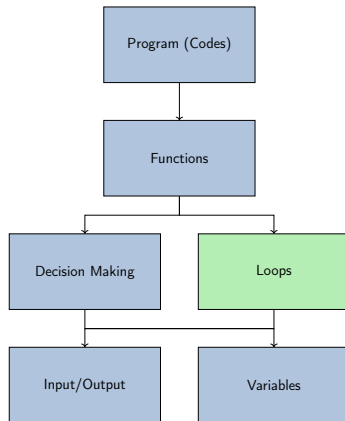 Program (Codes)
Functions
Decision Making
Loops
Input/Output
Variables